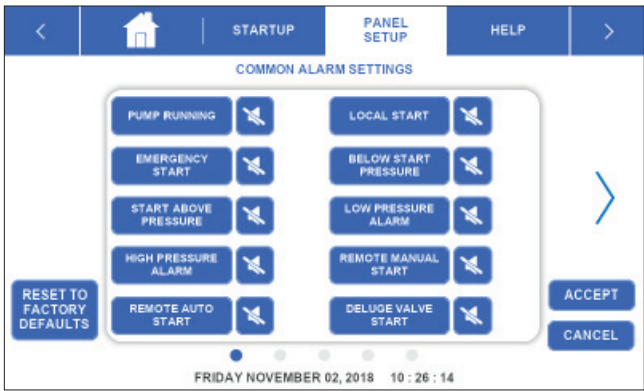 STARTUP
PANEL
SETUP
HELP
COMMON ALARM SETTINGS
PUMP RUNNING
LOCAL START
EMERGENCY
START
BELOW START
PRESSURE
START ABOVE
PRESSURE
LOW PRESSURE
ALARM
HIGH PRESSURE
ALARM
REMOTE MANUAL
START
REMOTE AUTO
START
DELUGE VALVE
START
RESET TO
FACTORY
DEFAULTS
ACCEPT
CANCEL
FRIDAY NOVEMBER 02, 2018 10 : 26 : 14